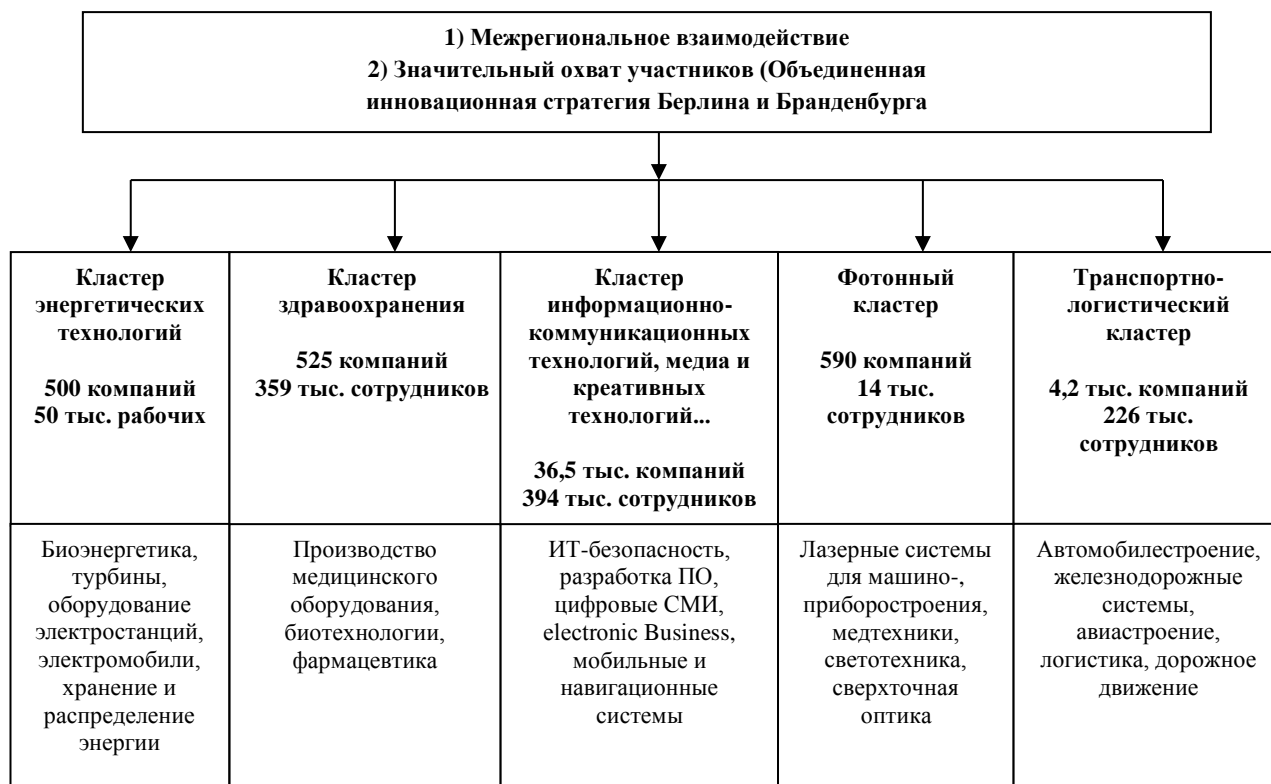 1) Межрегиональное взаимодействие
2) Значительный охват участников (Объединенная
инновационная стратегия Берлина и Бранденбурга
Кластер
энергетических
технологий
500 компаний
50 тыс. рабочих
Кластер
здравоохранения
525 компаний
359 тыс. сотрудников
Кластер
информационно-
коммуникационных
технологий, медиа и
креативных
технологий...
36,5 тыс. компаний
394 тыс. сотрудников
Фотонный
кластер
590 компаний
14 тыс.
сотрудников
Транспортно-
логистический
кластер
4,2 тыс. компаний
226 тыс.
сотрудников
Биоэнергетика,
турбины,
оборудование
электростанций,
электромобили,
хранение и
распределение
энергии
Производство
медицинского
оборудования,
биотехнологии,
фармацевтика
ИТ-безопасность,
разработка ПО,
цифровые СМИ,
electronic Business,
мобильные и
навигационные
системы
Лазерные системы
для машино-,
приборостроения,
медтехники,
светотехника,
сверхточная
оптика
Автомобилестроение,
железнодорожные
системы,
авиастроение,
логистика, дорожное
движение